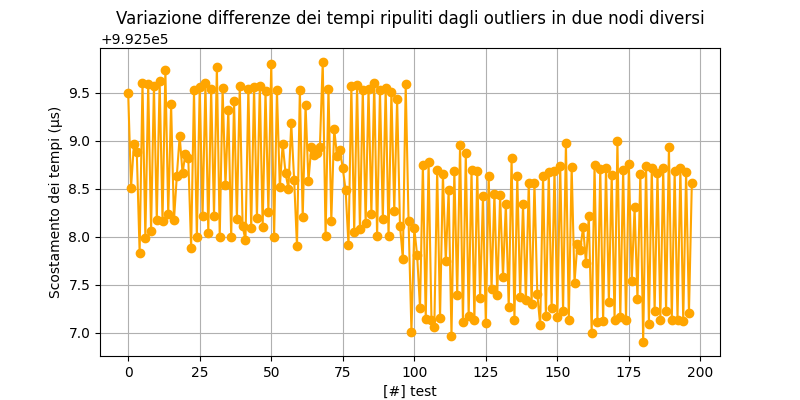 Variazione differenze dei tempi ripuliti dagli outliers in due nodi diversi
+9.925e5
9.5
9.0
8.5
8.0
7.5
7.0
Scostamento dei tempi (µs)
0 25 50 75 100 125 150 175 200
[#] test